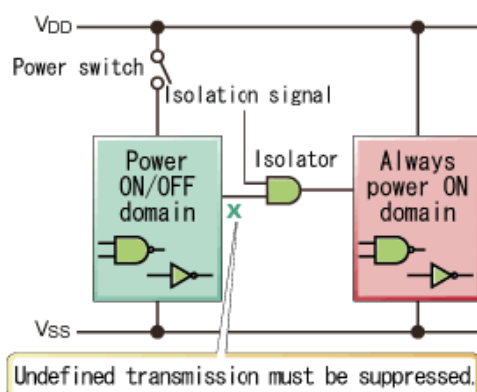 VDD
Power switch
Isolation signal
Power
ON/OFF
domain
Isolator
Always
power ON
domain
x
VSS
Undefined transmission must be suppressed.